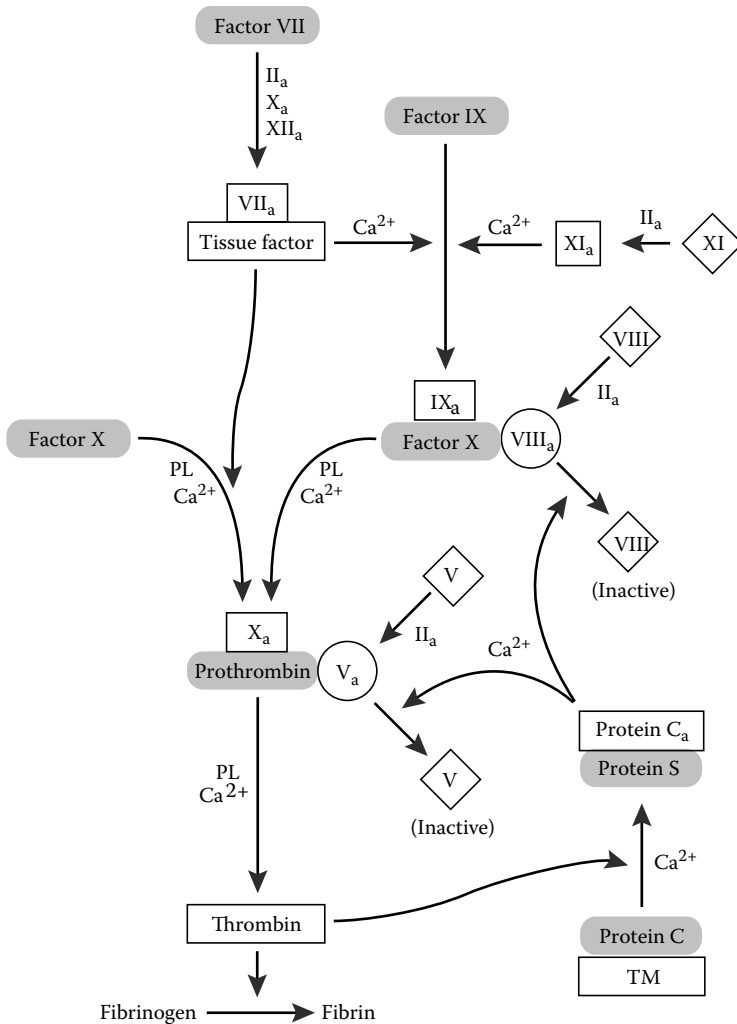 Factor VII
IIₐ
Xₐ
XIIₐ
Factor IX
VIIₐ
Tissue factor
Ca²⁺
Ca²⁺
XIₐ
IIₐ
XI
VIII
IIₐ
IXₐ
Factor X
VIIIₐ
Factor X
PL
Ca²⁺
PL
Ca²⁺
VIII
(Inactive)
V
IIₐ
Xₐ
Prothrombin
Vₐ
Ca²⁺
Protein Cₐ
Protein S
V
(Inactive)
PL
Ca²⁺
Ca²⁺
Thrombin
Protein C
TM
Fibrinogen
Fibrin